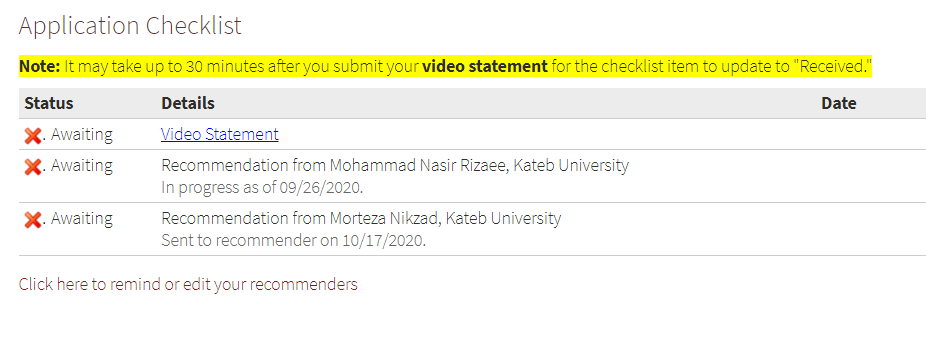 Application Checklist
Note: It may take up to 30 minutes after you submit your video statement for the checklist item to update to "Received."
Status Details Date
. Awaiting Video Statement
. Awaiting Recommendation from Mohammad Nasir Rizaee, Kateb University
In progress as of 09/26/2020.
. Awaiting Recommendation from Morteza Nikzad, Kateb University
Sent to recommender on 10/17/2020.
Click here to remind or edit your recommenders